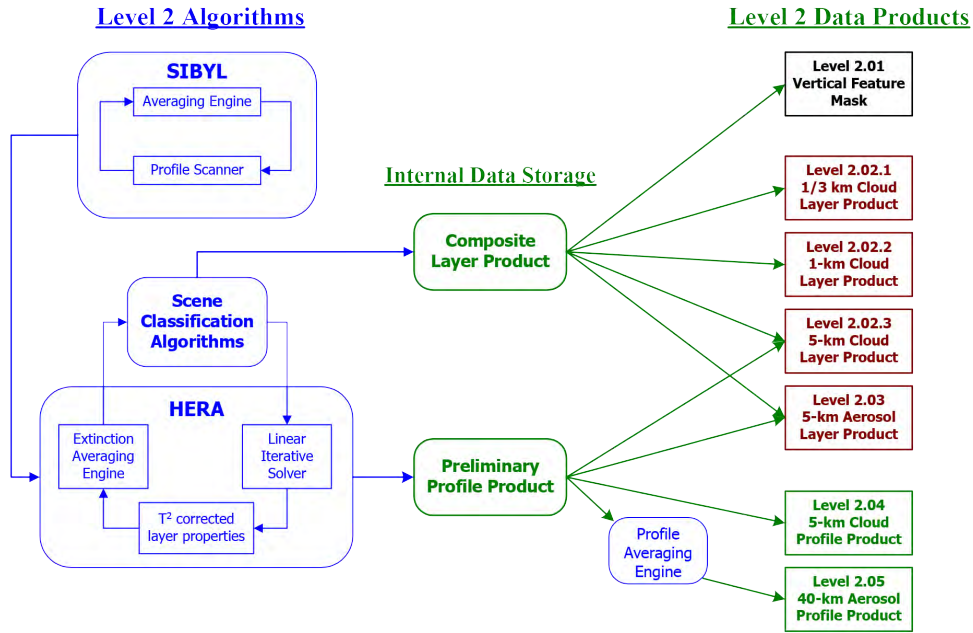 Level 2 Algorithms
Level 2 Data Products
SIBYL
Averaging Engine
Profile Scanner
Internal Data Storage
Composite
Layer Product
Scene
Classification
Algorithms
HERA
Extinction
Averaging
Engine
Linear
Iterative
Solver
T² corrected
layer properties
Preliminary
Profile Product
Profile
Averaging
Engine
Level 2.01
Vertical Feature
Mask
Level 2.02.1
1/3 km Cloud
Layer Product
Level 2.02.2
1-km Cloud
Layer Product
Level 2.02.3
5-km Cloud
Layer Product
Level 2.03
5-km Aerosol
Layer Product
Level 2.04
5-km Cloud
Profile Product
Level 2.05
40-km Aerosol
Profile Product